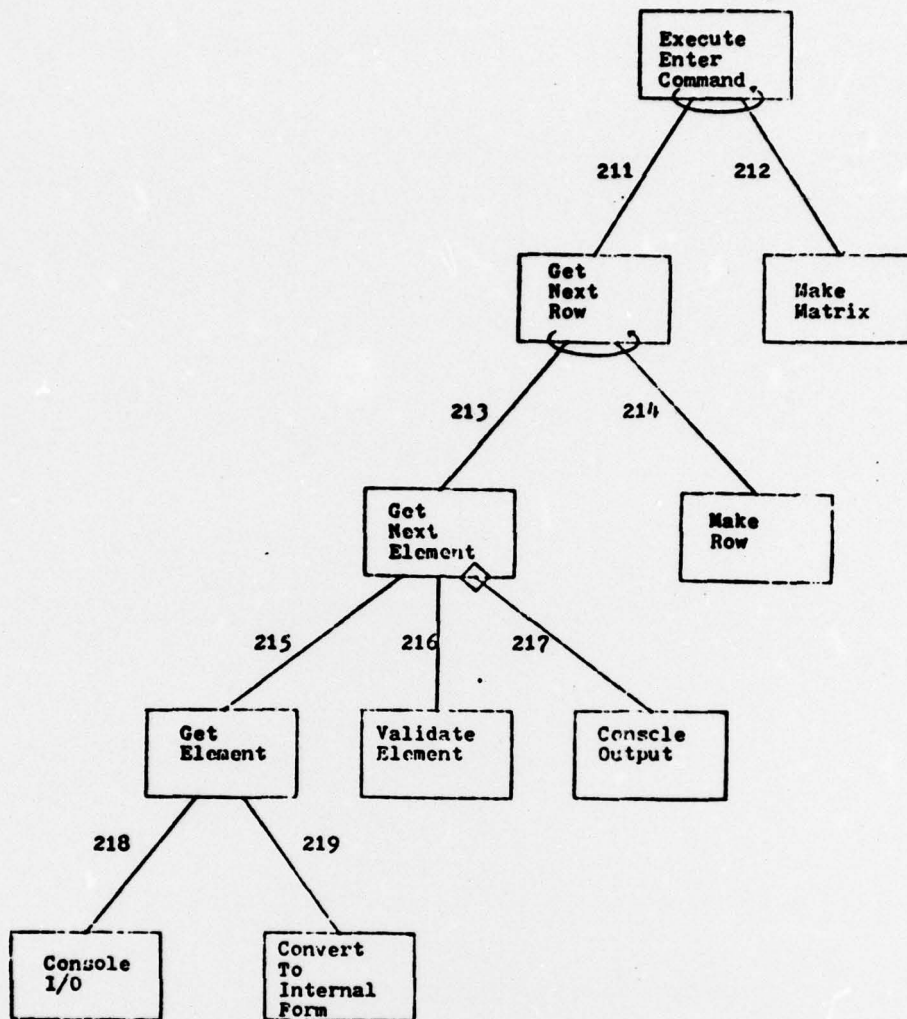 Execute
Enter
Command
211
212
Get
Next
Row
Make
Matrix
213
214
Get
Next
Element
Make
Row
215
216
217
Get
Element
Validate
Element
Console
Output
218
219
Console
I/O
Convert
To
Internal
Form